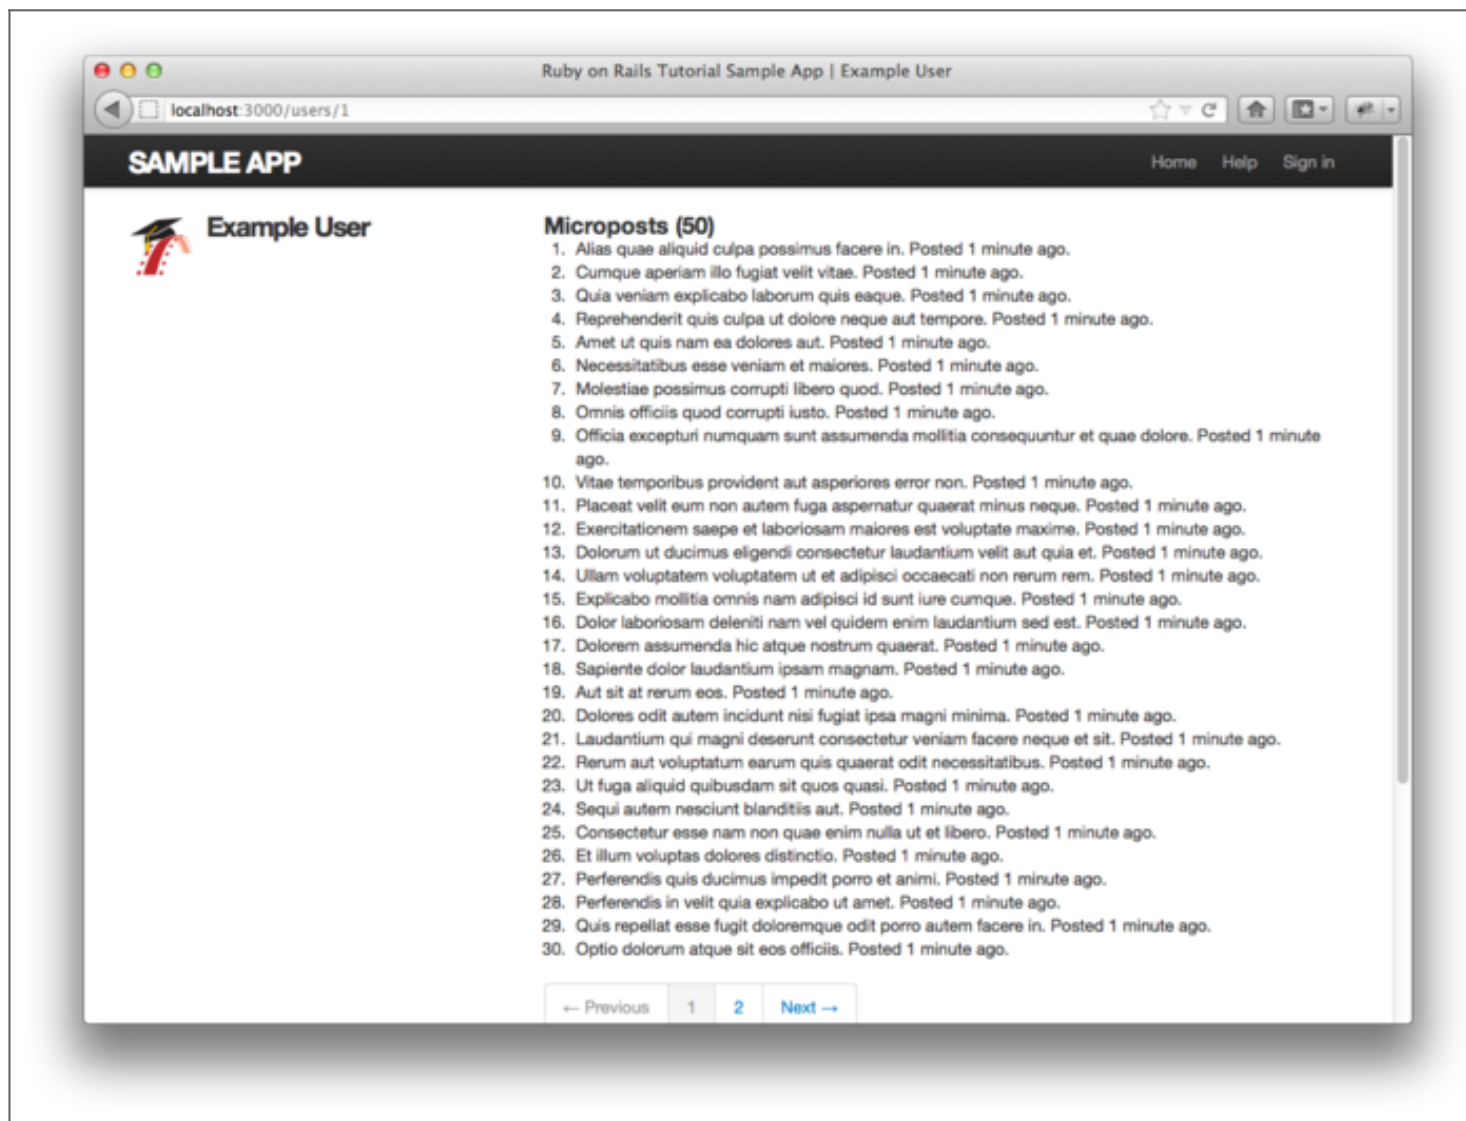 Ruby on Rails Tutorial Sample App | Example User
localhost:3000/users/1
SAMPLE APP
Home Help Sign in
Example User
Microposts (50)
1. Alias quae aliquid culpa possimus facere in. Posted 1 minute ago.
2. Cumque aperiam illo fugiat velit vitae. Posted 1 minute ago.
3. Quia veniam explicabo laborum quis eaque. Posted 1 minute ago.
4. Reprehenderit quis culpa ut dolore neque aut tempore. Posted 1 minute ago.
5. Amet ut quis nam ea dolores aut. Posted 1 minute ago.
6. Necessitatibus esse veniam et maiores. Posted 1 minute ago.
7. Molestiae possimus corrupti libero quod. Posted 1 minute ago.
8. Omnis officiis quod corrupti iusto. Posted 1 minute ago.
9. Officia excepturi numquam sunt assumenda mollitia consequuntur et quae dolore. Posted 1 minute
ago.
10. Vitae temporibus provident aut asperiores error non. Posted 1 minute ago.
11. Placeat velit eum non autem fuga aspernatur quaerat minus neque. Posted 1 minute ago.
12. Exercitationem saepe et laboriosam maiores est voluptate maxime. Posted 1 minute ago.
13. Dolorum ut ducimus eligendi consectetur laudantium velit aut quia et. Posted 1 minute ago.
14. Ullam voluptatem voluptatem ut et adipisci occaecati non rerum rem. Posted 1 minute ago.
15. Explicabo mollitia omnis nam adipisci id sunt iure cumque. Posted 1 minute ago.
16. Dolor laboriosam deleniti nam vel quidem enim laudantium sed est. Posted 1 minute ago.
17. Dolorem assumenda hic atque nostrum quaerat. Posted 1 minute ago.
18. Sapiente dolor laudantium ipsam magnam. Posted 1 minute ago.
19. Aut sit at rerum eos. Posted 1 minute ago.
20. Dolores odit autem incidunt nisi fugiat ipsa magni minima. Posted 1 minute ago.
21. Laudantium qui magni deserunt consectetur veniam facere neque et sit. Posted 1 minute ago.
22. Rerum aut voluptatum earum quis quaerat odit necessitatibus. Posted 1 minute ago.
23. Ut fuga aliquid quibusdam sit quos quasi. Posted 1 minute ago.
24. Sequi autem nesciunt blanditiis aut. Posted 1 minute ago.
25. Consectetur esse nam non quae enim nulla ut et libero. Posted 1 minute ago.
26. Et illum voluptas dolores distinctio. Posted 1 minute ago.
27. Perferendis quis ducimus impedit porro et animi. Posted 1 minute ago.
28. Perferendis in velit quia explicabo ut amet. Posted 1 minute ago.
29. Quis repellat esse fugit doloremque odit porro autem facere in. Posted 1 minute ago.
30. Optio dolorum atque sit eos officiis. Posted 1 minute ago.
← Previous 1 2 Next →